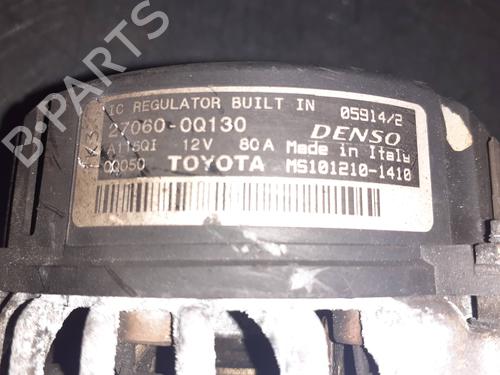 IC REGULATOR BUILT IN 05914/2
27060-0Q130 DENSO
A115QI 12V 80A Made in Italy
0Q050 TOYOTA MS101210-1410
B-PARTS